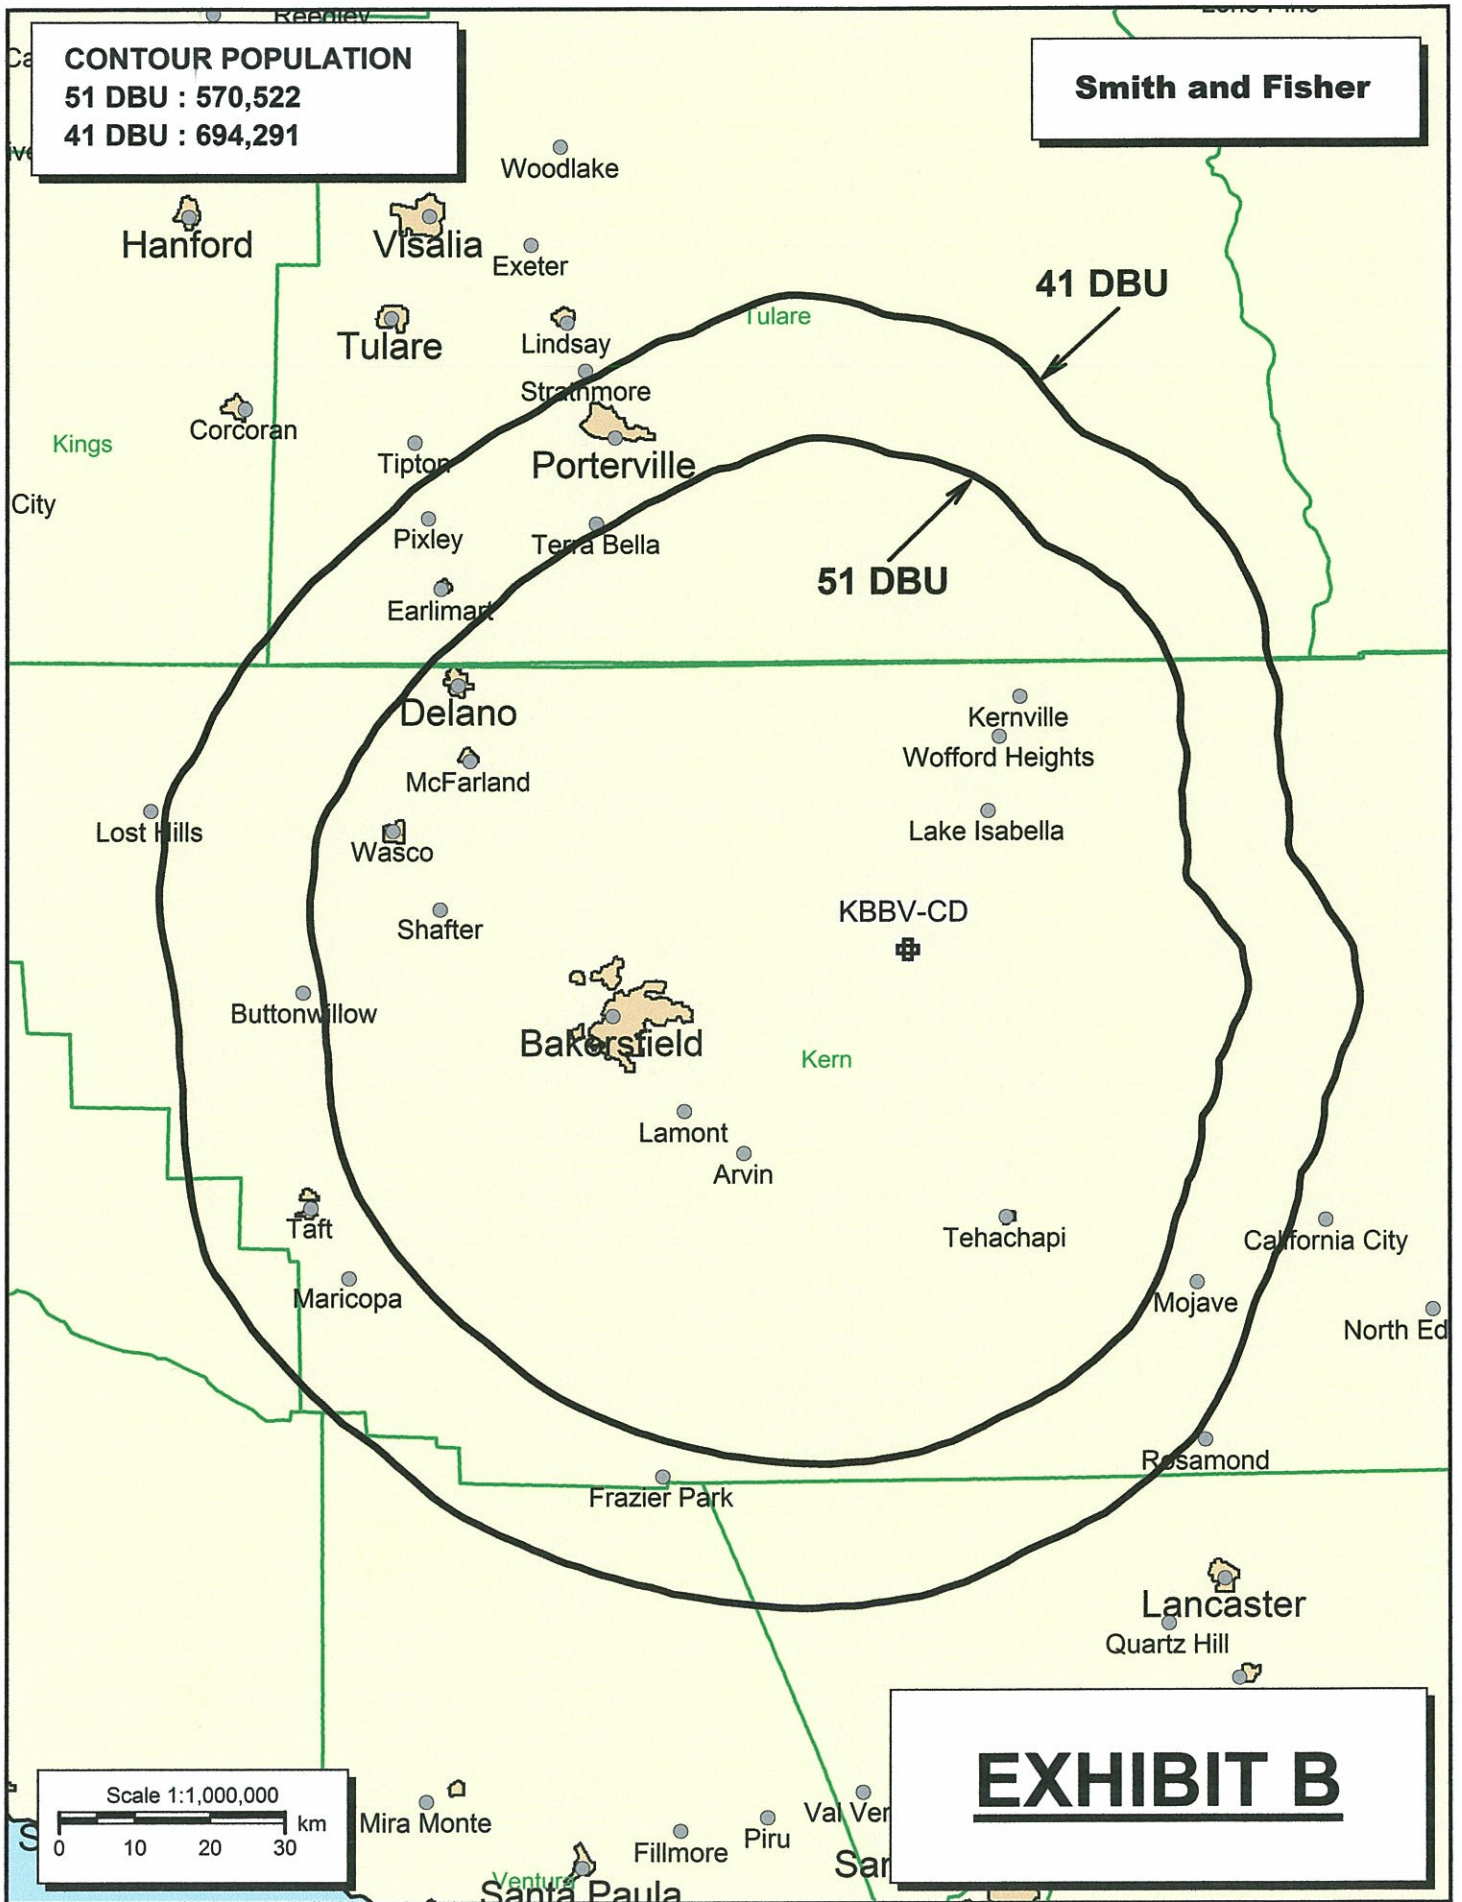 Reedley
CONTOUR POPULATION
51 DBU : 570,522
41 DBU : 694,291
Smith and Fisher
Woodlake
Hanford
Visalia
Exeter
41 DBU
Tulare
Tulare
Lindsay
Strathmore
Corcoran
Kings
Tipton
Porterville
City
Pixley
Terra Bella
51 DBU
Earlimart
Delano
Kernville
Wofford Heights
McFarland
Lost Hills
Lake Isabella
Wasco
KBBV-CD
Shafter
Buttonwillow
Bakersfield
Kern
Lamont
Arvin
Taft
Tehachapi
California City
Maricopa
Mojave
North Ed
Rosamond
Frazier Park
Lancaster
Quartz Hill
EXHIBIT B
Scale 1:1,000,000
km
0 10 20 30
Mira Monte
Val Ver
Piru
Fillmore
Sar
Ventura
Santa Paula